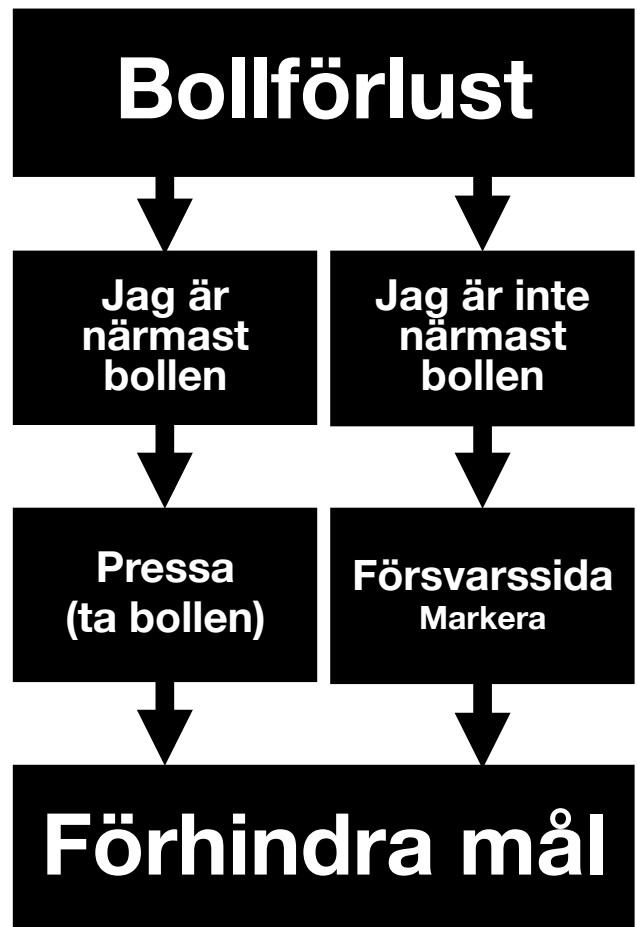 Bollförlust
Jag är
närmast
bollen
Jag är inte
närmast
bollen
Pressa
(ta bollen)
Försvarssida
Markera
Förhindra mål